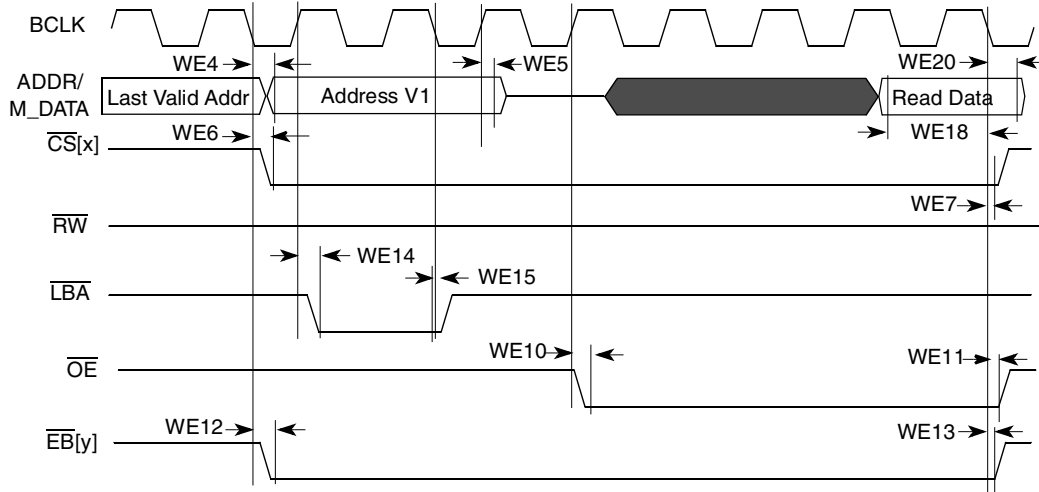 BCLK
WE4
WE5
WE20
ADDR/
M_DATA
Last Valid Addr
Address V1
Read Data
WE6
WE18
CS[x]
WE7
RW
WE14
WE15
LBA
WE10
WE11
OE
WE12
WE13
EB[y]